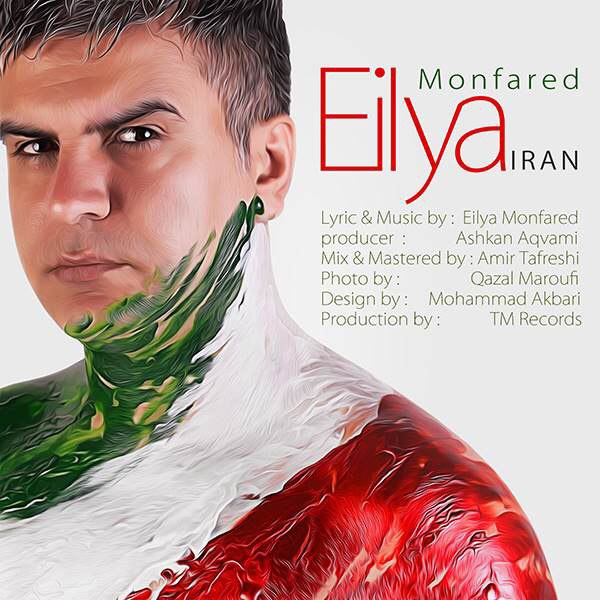 Monfared
Eilya
IRAN
Lyric & Music by : Eilya Monfared
producer : Ashkan Aqvami
Mix & Mastered by : Amir Tafreshi
Photo by : Qazal Maroufi
Design by : Mohammad Akbari
Production by : TM Records